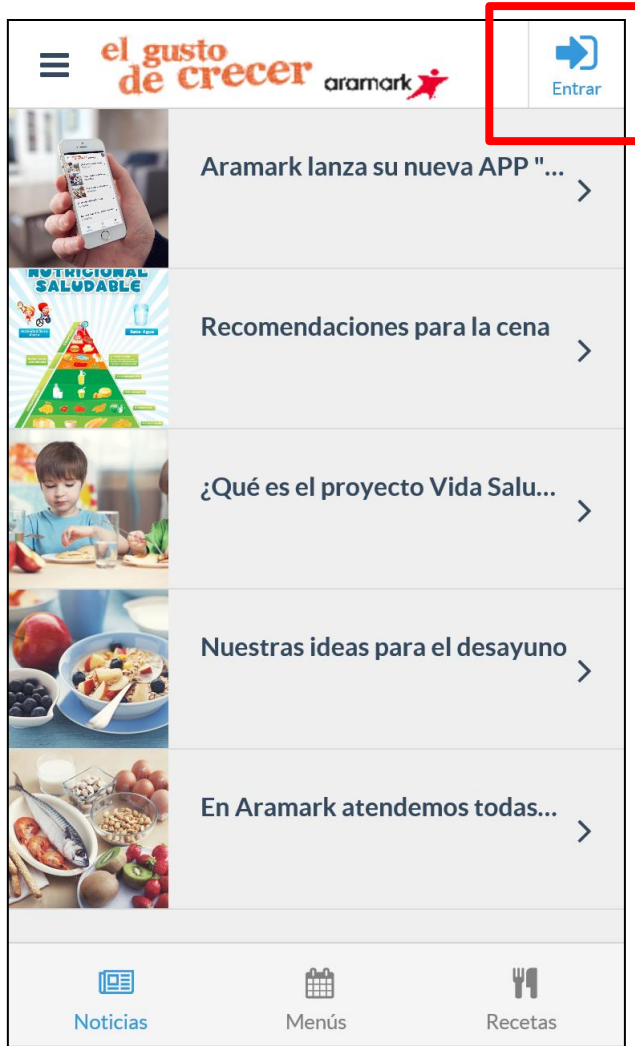 el gusto
de crecer aramark
Entrar
Aramark lanza su nueva APP "...
NUTRICIONAL
SALUDABLE
Recomendaciones para la cena
¿Qué es el proyecto Vida Salu...
Nuestras ideas para el desayuno
En Aramark atendemos todas...
Noticias
Menús
Recetas